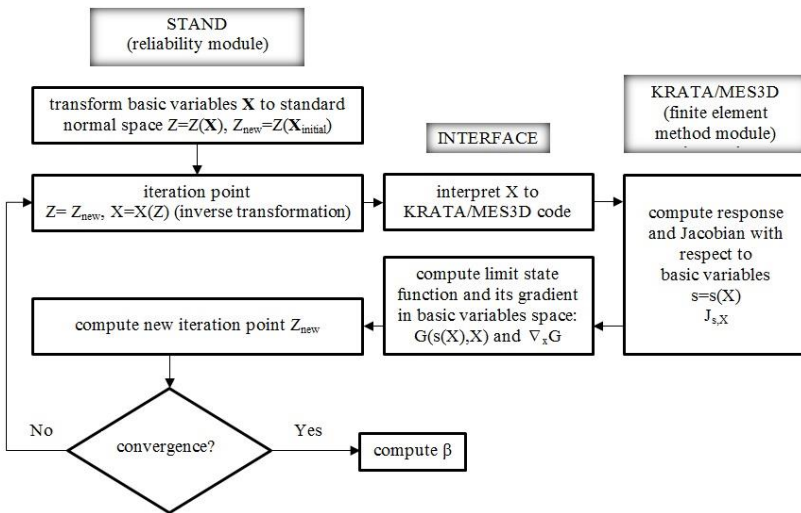 STAND
(reliability module)
transform basic variables X to standard
normal space Z=Z(X), Znew=Z(Xinitial)
KRATA/MES3D
(finite element
method module)
INTERFACE
iteration point
Z= Znew, X=X(Z) (inverse transformation)
interpret X to
KRATA/MES3D code
compute response
and Jacobian with
respect to
basic variables
s=s(X)
Js,X
compute limit state
function and its gradient
in basic variables space:
G(s(X),X) and ∇xG
compute new iteration point Znew
No
convergence?
Yes
compute β